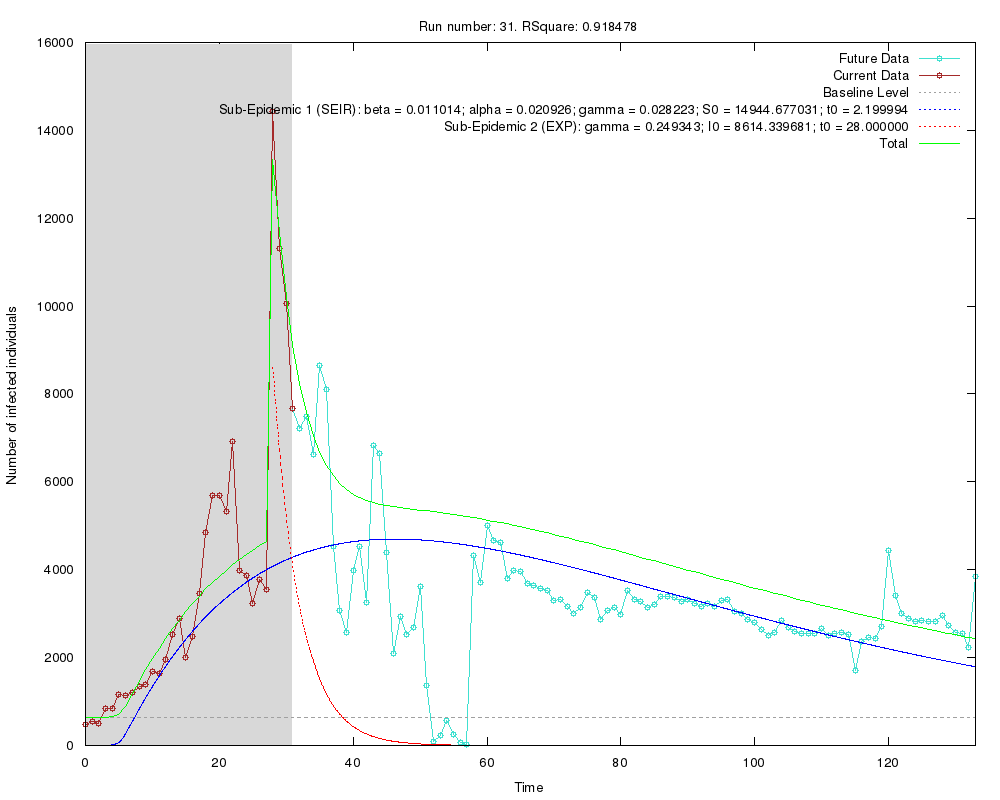 Run number: 31. RSquare: 0.918478
Future Data
Current Data
Baseline Level
Sub-Epidemic 1 (SEIR): beta = 0.011014; alpha = 0.020926; gamma = 0.028223; S0 = 14944.677031; t0 = 2.199994
Sub-Epidemic 2 (EXP): gamma = 0.249343; I0 = 8614.339681; t0 = 28.000000
Total
Number of infected individuals
16000
14000
12000
10000
8000
6000
4000
2000
0
0 20 40 60 80 100 120
Time